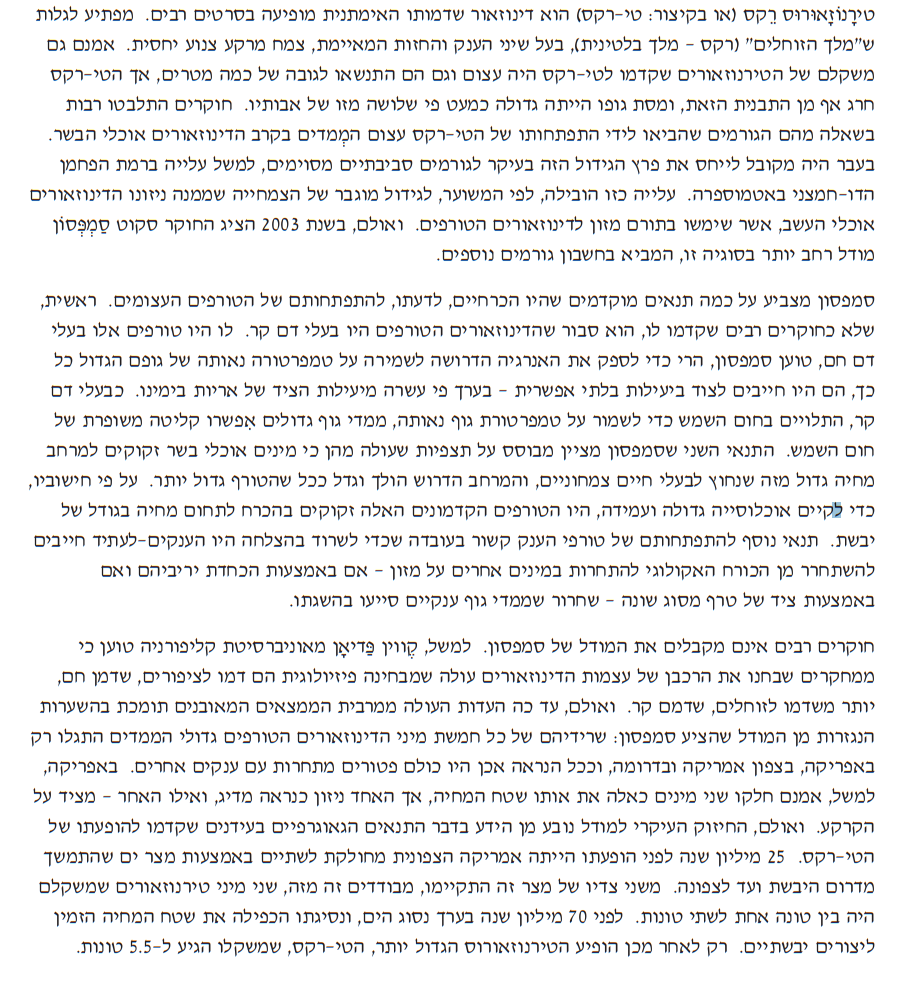 טִירָנוֹזָאוּרוּס רֶקס (או בקיצור: טי-רקס) הוא דינוזאור שדמותו האימתנית מופיעה בסרטים רבים. מפתיע לגלות
ש"מלך הזוחלים" (רקס - מלך בלטינית), בעל שיני הענק והחזות המאיימת, צמח מרקע צנוע יחסית. אמנם גם
משקלם של הטירנוזאורים שקדמו לטי-רקס היה עצום וגם הם התנשאו לגובה של כמה מטרים, אך הטי-רקס
חרג אף מן התבנית הזאת, ומסת גופו הייתה גדולה כמעט פי שלושה מזו של אבותיו. חוקרים התלבטו רבות
בשאלה מהם הגורמים שהביאו לידי התפתחותו של הטי-רקס עצום המְמדים בקרב הדינוזאורים אוכלי הבשר.
בעבר היה מקובל לייחס את פרץ הגידול הזה בעיקר לגורמים סביבתיים מסוימים, למשל עלייה ברמת הפחמן
הדו-חמצני באטמוספרה. עלייה כזו הובילה, לפי המשוער, לגידול מוגבר של הצמחייה שממנה ניזונו הדינוזאורים
אוכלי העשב, אשר שימשו בתורם מזון לדינוזאורים הטורפים. ואולם, בשנת 2003 הציג החוקר סקוט סַמְפְּסוֹן
מודל רחב יותר בסוגיה זו, המביא בחשבון גורמים נוספים.
סמפסון מצביע על כמה תנאים מוקדמים שהיו הכרחיים, לדעתו, להתפתחותם של הטורפים העצומים. ראשית,
שלא כחוקרים רבים שקדמו לו, הוא סבור שהדינוזאורים הטורפים היו בעלי דם קר. לו היו טורפים אלו בעלי
דם חם, טוען סמפסון, הרי כדי לספק את האנרגיה הדרושה לשמירה על טמפרטורה נאותה של גופם הגדול כל
כך, הם היו חייבים לצוד ביעילות בלתי אפשרית - בערך פי עשרה מיעילות הציד של אריות בימינו. כבעלי דם
קר, התלויים בחום השמש כדי לשמור על טמפרטורת גוף נאותה, ממדי גוף גדולים אִפשרו קליטה משופרת של
חום השמש. התנאי השני שסמפסון מציין מבוסס על תצפיות שעולה מהן כי מינים אוכלי בשר זקוקים למרחב
מחיה גדול מזה שנחוץ לבעלי חיים צמחוניים, והמרחב הדרוש הולך וגדל ככל שהטורף גדול יותר. על פי חישוביו,
כדי לקיים אוכלוסייה גדולה ועמידה, היו הטורפים הקדמונים האלה זקוקים בהכרח לתחום מחיה בגודל של
יבשת. תנאי נוסף להתפתחותם של טורפי הענק קשור בעובדה שכדי לשרוד בהצלחה היו הענקים-לעתיד חייבים
להשתחרר מן הכורח האקולוגי להתחרות במינים אחרים על מזון - אם באמצעות הכחדת יריביהם ואם
באמצעות ציד של טרף מסוג שונה - שחרור שממדי גוף ענקיים סייעו בהשגתו.
חוקרים רבים אינם מקבלים את המודל של סמפסון. למשל, קֶווין פַּדיאָן מאוניברסיטת קליפורניה טוען כי
ממחקרים שבחנו את הרכבן של עצמות הדינוזאורים עולה שמבחינה פיזיולוגית הם דמו לציפורים, שדמן חם,
יותר משדמו לזוחלים, שדמם קר. ואולם, עד כה העדות העולה ממרבית הממצאים המאובנים תומכת בהשערות
הנגזרות מן המודל שהציע סמפסון: שרידיהם של כל חמשת מיני הדינוזאורים הטורפים גדולי הממדים התגלו רק
באפריקה, בצפון אמריקה ובדרומה, וככל הנראה אכן היו כולם פטורים מתחרות עם ענקים אחרים. באפריקה,
למשל, אמנם חלקו שני מינים כאלה את אותו שטח המחיה, אך האחד ניזון כנראה מדיג, ואילו האחר - מציד על
הקרקע. ואולם, החיזוק העיקרי למודל נובע מן הידע בדבר התנאים הגאוגרפיים בעידנים שקדמו להופעתו של
הטי-רקס. 25 מיליון שנה לפני הופעתו הייתה אמריקה הצפונית מחולקת לשתיים באמצעות מצר ים שהתמשך
מדרום היבשת ועד לצפונה. משני צדיו של מצר זה התקיימו, מבודדים זה מזה, שני מיני טירנוזאורים שמשקלם
היה בין טונה אחת לשתי טונות. לפני 70 מיליון שנה בערך נסוג הים, ונסיגתו הכפילה את שטח המחיה הזמין
ליצורים יבשתיים. רק לאחר מכן הופיע הטירנוזאורוס הגדול יותר, הטי-רקס, שמשקלו הגיע ל-5.5 טונות.